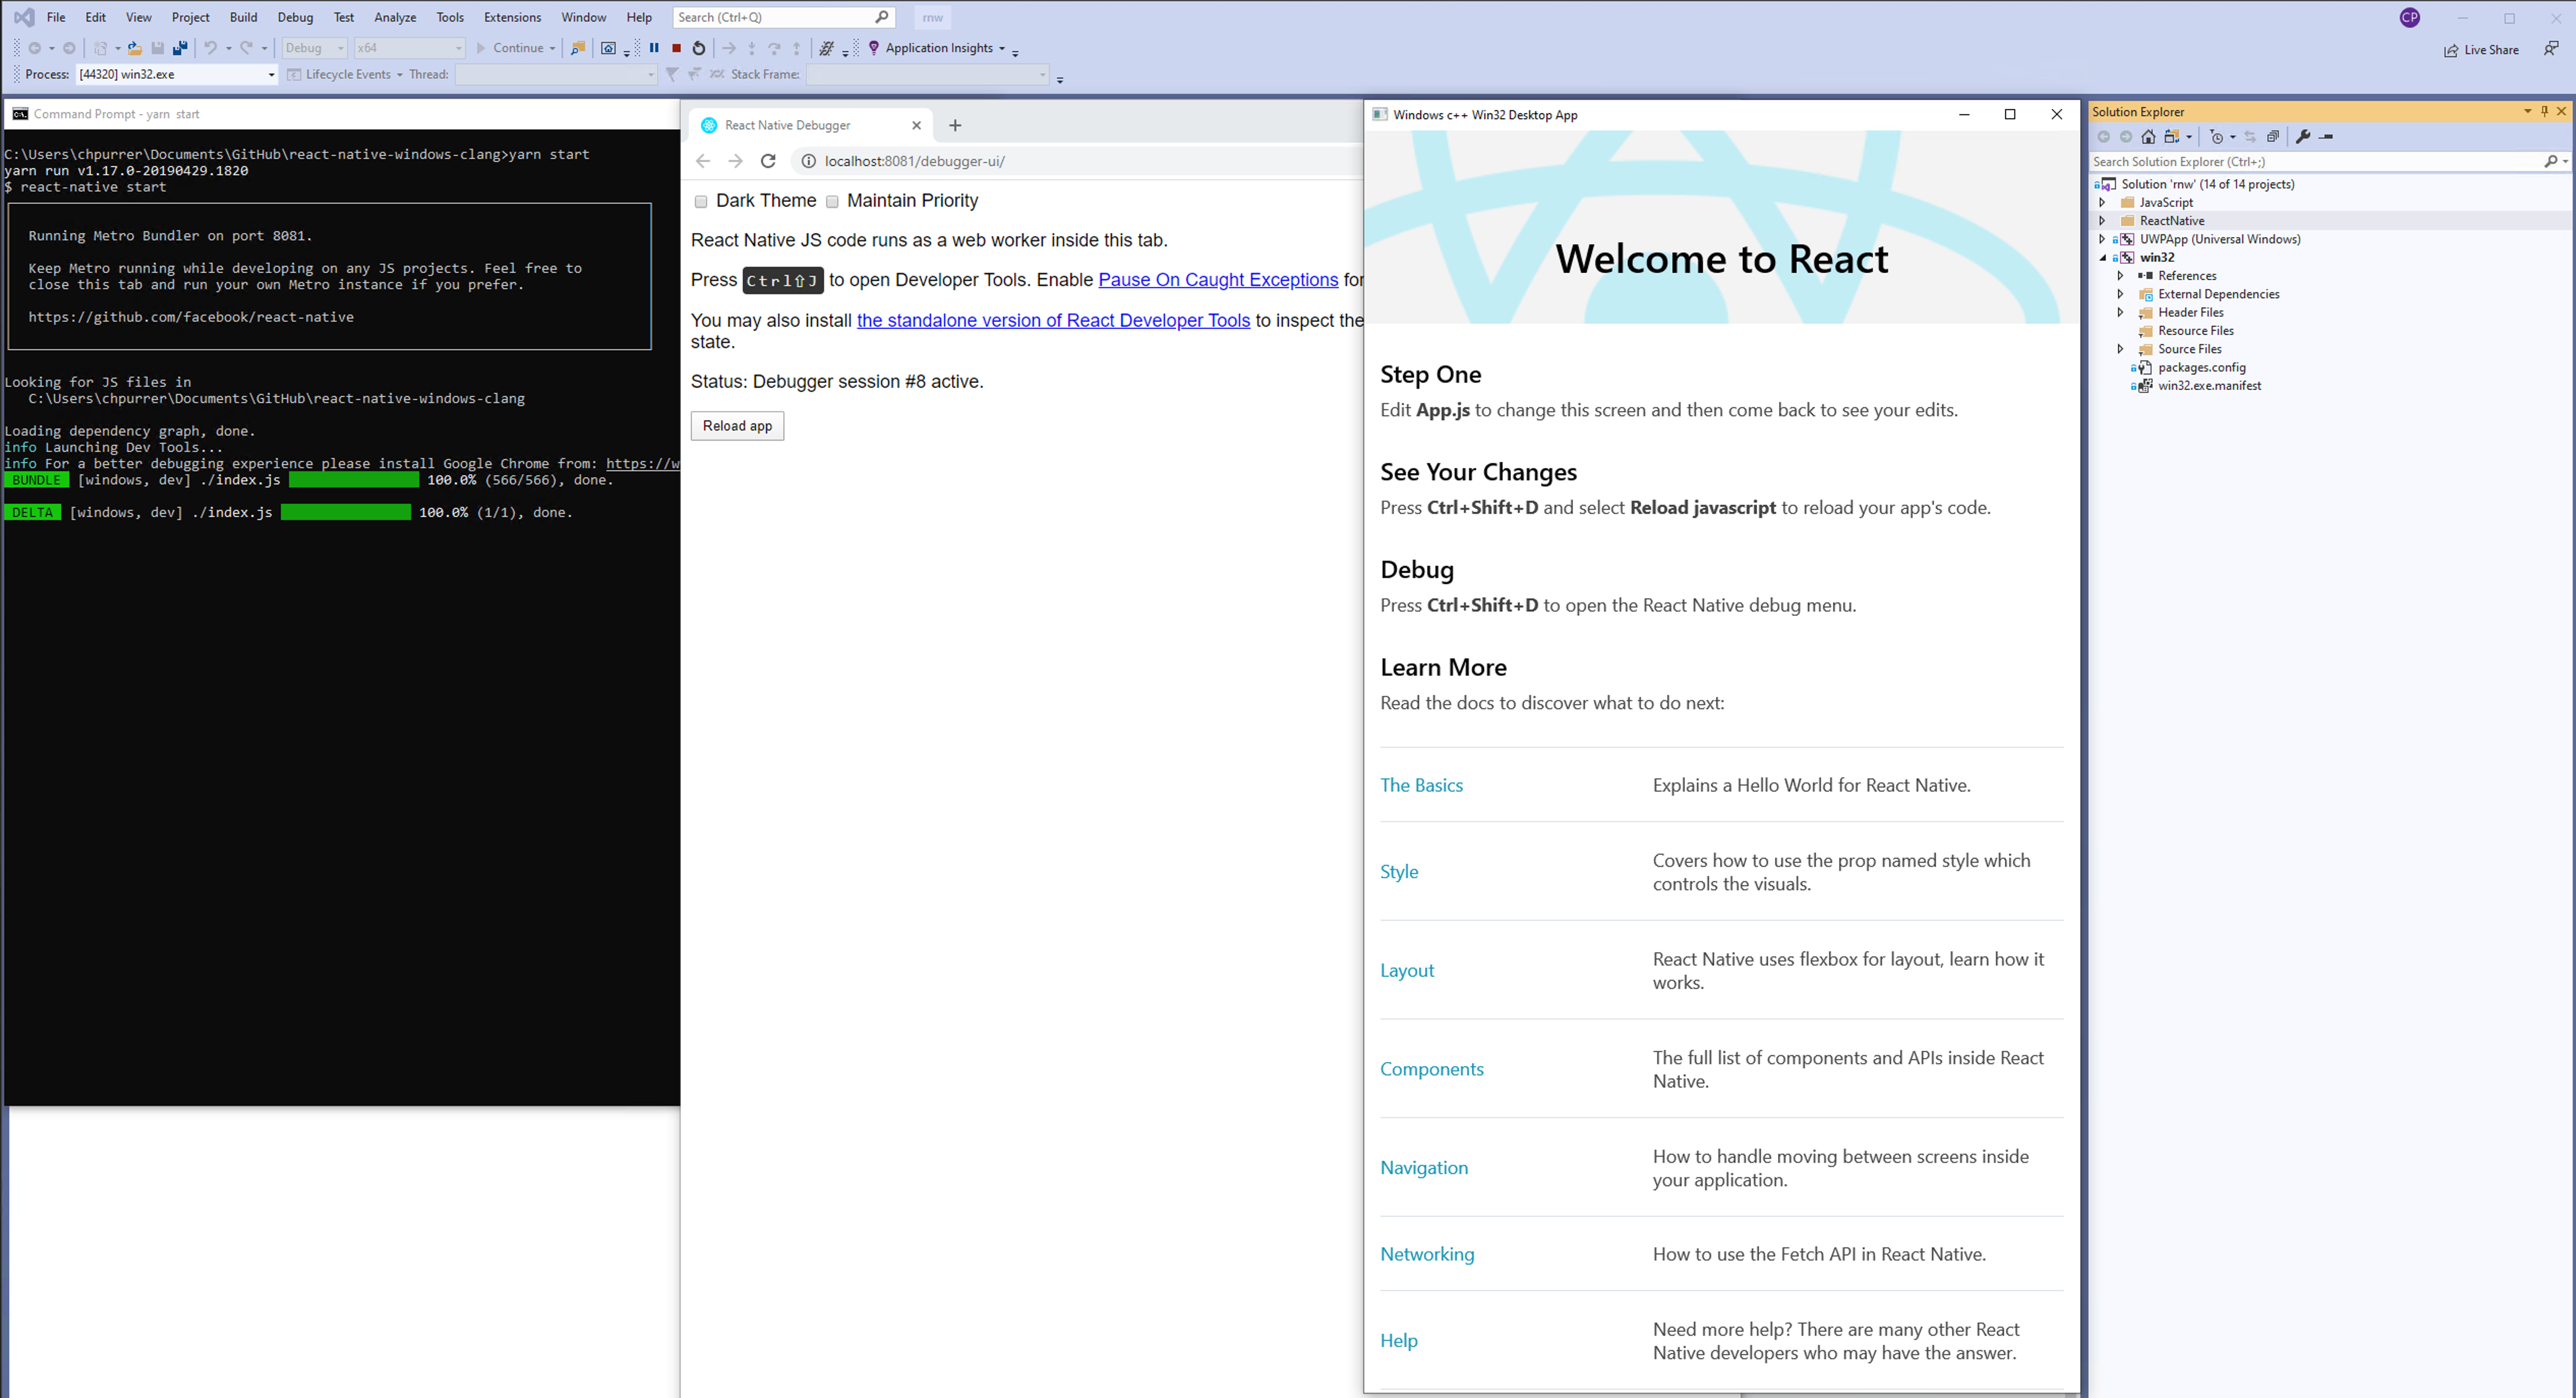 File Edit View Project Build Debug Test Analyze Tools Extensions Window Help Search (Ctrl+Q) rnw CP
Debug x64 Continue Application Insights Live Share
Process: [44320] win32.exe Lifecycle Events Thread: Stack Frame:
Command Prompt - yarn start
C:\Users\chpurrer\Documents\GitHub\react-native-windows-clang>yarn start
yarn run v1.17.0-20190429.1820
$ react-native start
Running Metro Bundler on port 8081.
Keep Metro running while developing on any JS projects. Feel free to
close this tab and run your own Metro instance if you prefer.
https://github.com/facebook/react-native
Looking for JS files in
C:\Users\chpurrer\Documents\GitHub\react-native-windows-clang
Loading dependency graph, done.
info Launching Dev Tools...
info For a better debugging experience please install Google Chrome from: https://w
BUNDLE [windows, dev] ./index.js 100.0% (566/566), done.
DELTA [windows, dev] ./index.js 100.0% (1/1), done.
React Native Debugger
localhost:8081/debugger-ui/
Dark Theme Maintain Priority
React Native JS code runs as a web worker inside this tab.
Press Ctrl⇧J to open Developer Tools. Enable Pause On Caught Exceptions for
You may also install the standalone version of React Developer Tools to inspect the
state.
Status: Debugger session #8 active.
Reload app
Windows c++ Win32 Desktop App
Welcome to React
Step One
Edit App.js to change this screen and then come back to see your edits.
See Your Changes
Press Ctrl+Shift+D and select Reload javascript to reload your app's code.
Debug
Press Ctrl+Shift+D to open the React Native debug menu.
Learn More
Read the docs to discover what to do next:
The Basics Explains a Hello World for React Native.
Style Covers how to use the prop named style which
controls the visuals.
Layout React Native uses flexbox for layout, learn how it
works.
Components The full list of components and APIs inside React
Native.
Navigation How to handle moving between screens inside
your application.
Networking How to use the Fetch API in React Native.
Help Need more help? There are many other React
Native developers who may have the answer.
Solution Explorer
Search Solution Explorer (Ctrl+;)
Solution 'rnw' (14 of 14 projects)
JavaScript
ReactNative
UWPApp (Universal Windows)
win32
References
External Dependencies
Header Files
Resource Files
Source Files
packages.config
win32.exe.manifest